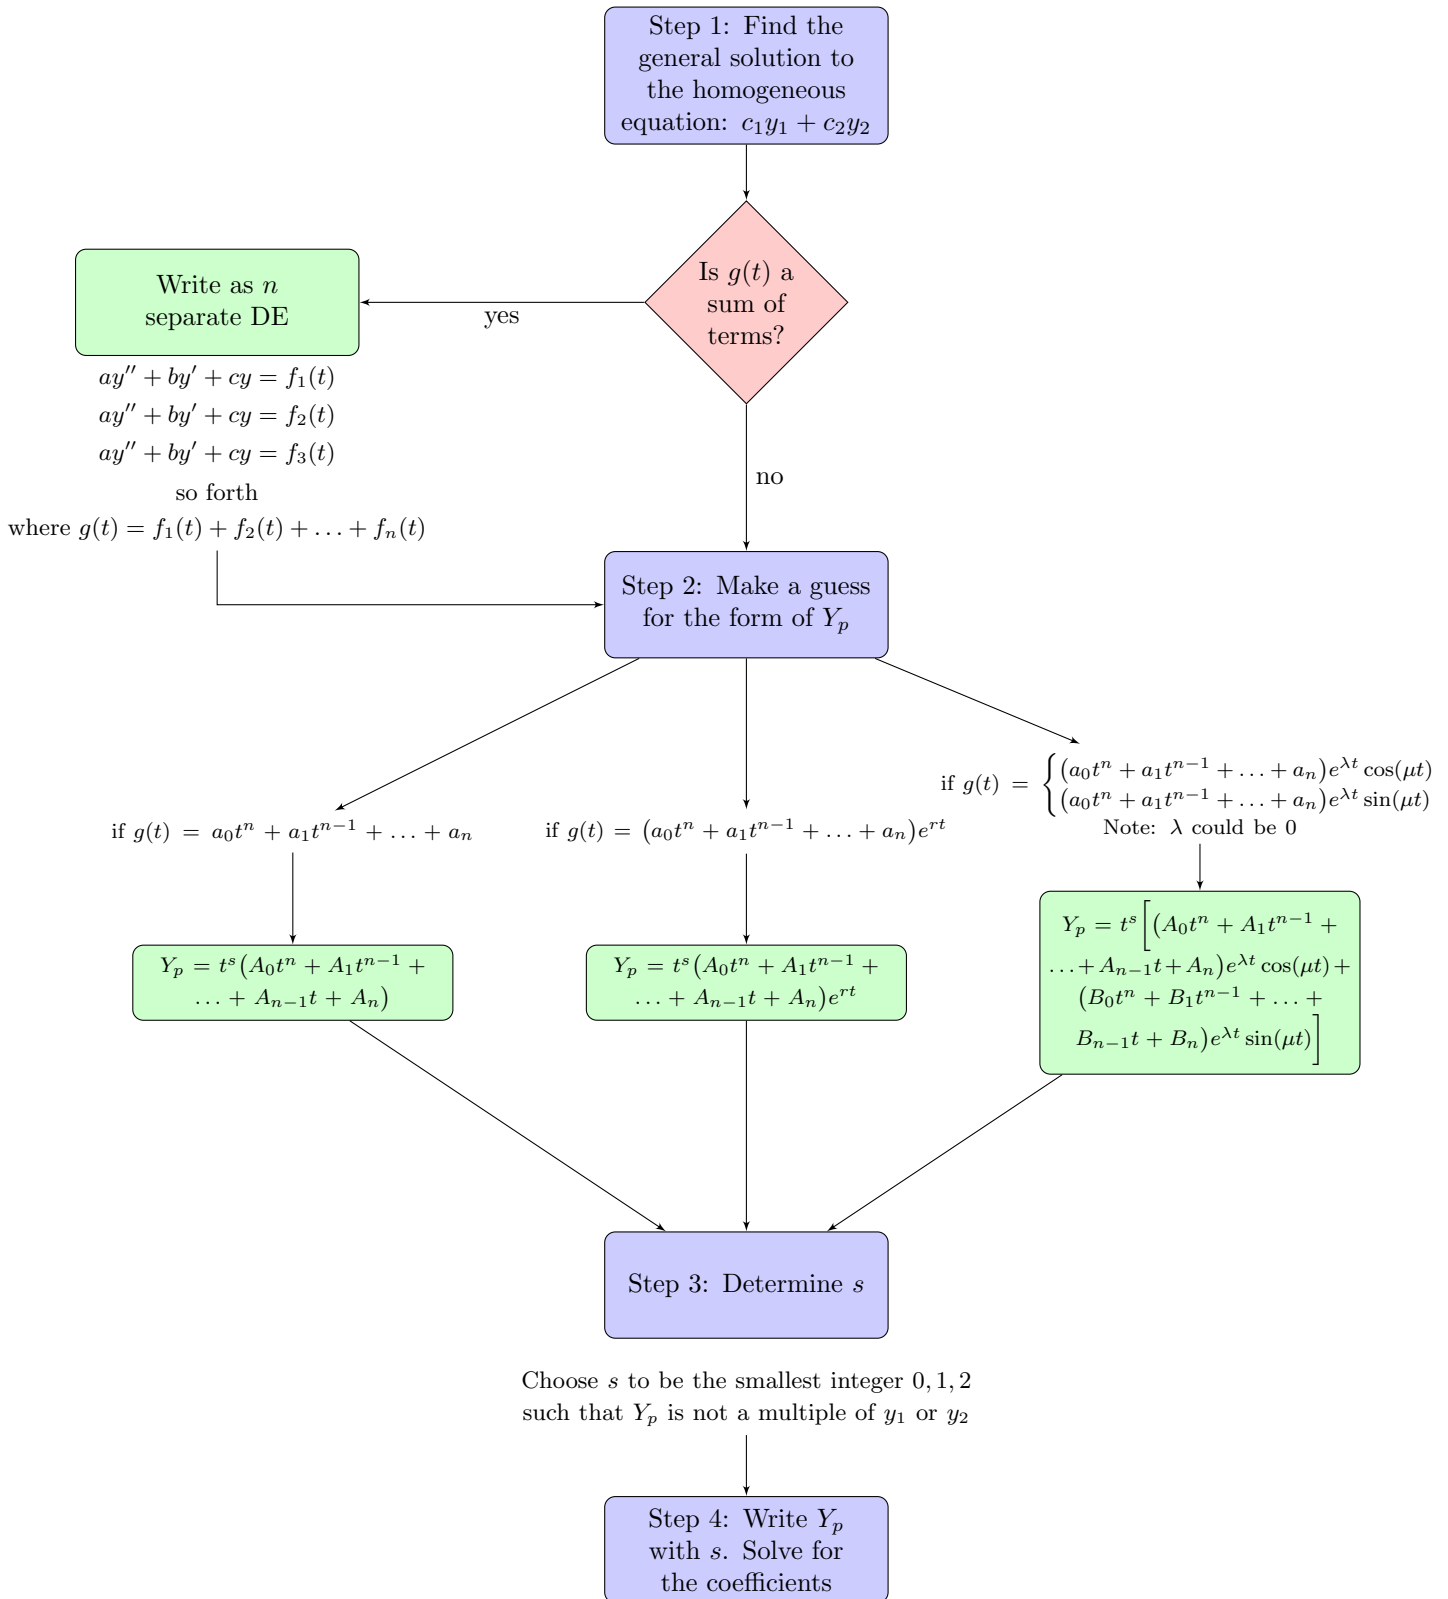 Step 1: Find the
general solution to
the homogeneous
equation: c₁y₁ + c₂y₂
Is g(t) a
sum of
terms?
yes
no
Write as n
separate DE
ay′′ + by′ + cy = f₁(t)
ay′′ + by′ + cy = f₂(t)
ay′′ + by′ + cy = f₃(t)
so forth
where g(t) = f₁(t) + f₂(t) + … + fₙ(t)
Step 2: Make a guess
for the form of Yₚ
if g(t) = a₀tⁿ + a₁tⁿ⁻¹ + … + aₙ
if g(t) = (a₀tⁿ + a₁tⁿ⁻¹ + … + aₙ)e^{rt}
if g(t) = { (a₀tⁿ + a₁tⁿ⁻¹ + … + aₙ)e^{λt} cos(μt)
(a₀tⁿ + a₁tⁿ⁻¹ + … + aₙ)e^{λt} sin(μt)
Note: λ could be 0
Yₚ = tˢ(A₀tⁿ + A₁tⁿ⁻¹ +
… + Aₙ₋₁t + Aₙ)
Yₚ = tˢ(A₀tⁿ + A₁tⁿ⁻¹ +
… + Aₙ₋₁t + Aₙ)e^{rt}
Yₚ = tˢ[(A₀tⁿ + A₁tⁿ⁻¹ +
… + Aₙ₋₁t + Aₙ)e^{λt} cos(μt) +
(B₀tⁿ + B₁tⁿ⁻¹ + … +
Bₙ₋₁t + Bₙ)e^{λt} sin(μt)]
Step 3: Determine s
Choose s to be the smallest integer 0, 1, 2
such that Yₚ is not a multiple of y₁ or y₂
Step 4: Write Yₚ
with s. Solve for
the coefficients